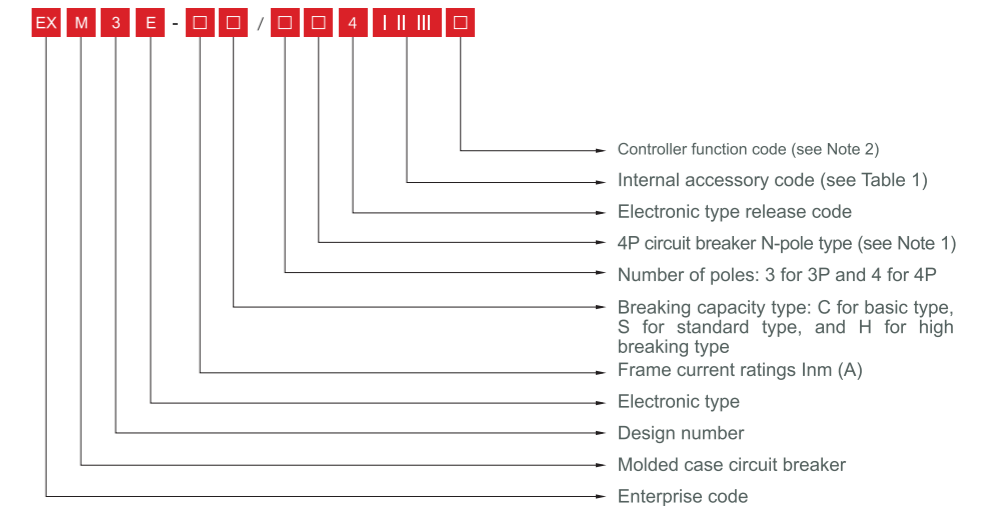 EX M 3 E - □ □ / □ □ 4 I II III □
Controller function code (see Note 2)
Internal accessory code (see Table 1)
Electronic type release code
4P circuit breaker N-pole type (see Note 1)
Number of poles: 3 for 3P and 4 for 4P
Breaking capacity type: C for basic type,
S for standard type, and H for high
breaking type
Frame current ratings Inm (A)
Electronic type
Design number
Molded case circuit breaker
Enterprise code